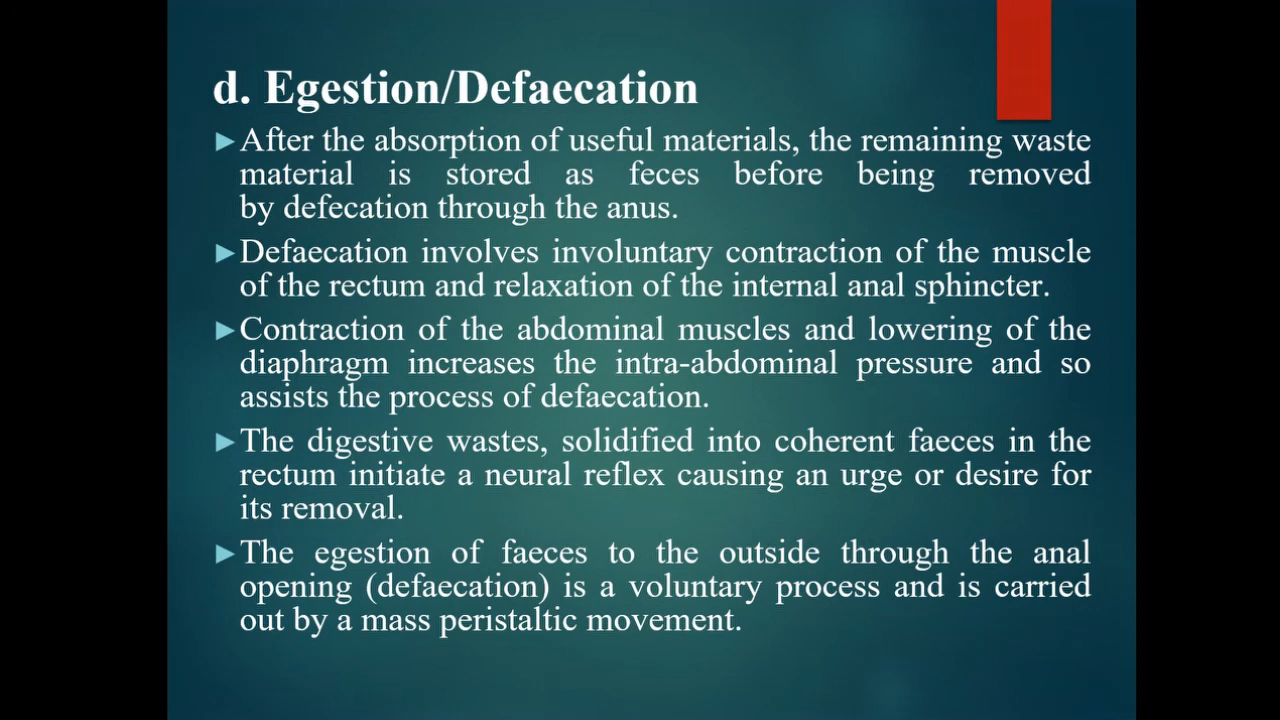 d. Egestion/Defaecation
►After the absorption of useful materials, the remaining waste
material is stored as feces before being removed
by defecation through the anus.
►Defaecation involves involuntary contraction of the muscle
of the rectum and relaxation of the internal anal sphincter.
►Contraction of the abdominal muscles and lowering of the
diaphragm increases the intra-abdominal pressure and so
assists the process of defaecation.
►The digestive wastes, solidified into coherent faeces in the
rectum initiate a neural reflex causing an urge or desire for
its removal.
►The egestion of faeces to the outside through the anal
opening (defaecation) is a voluntary process and is carried
out by a mass peristaltic movement.